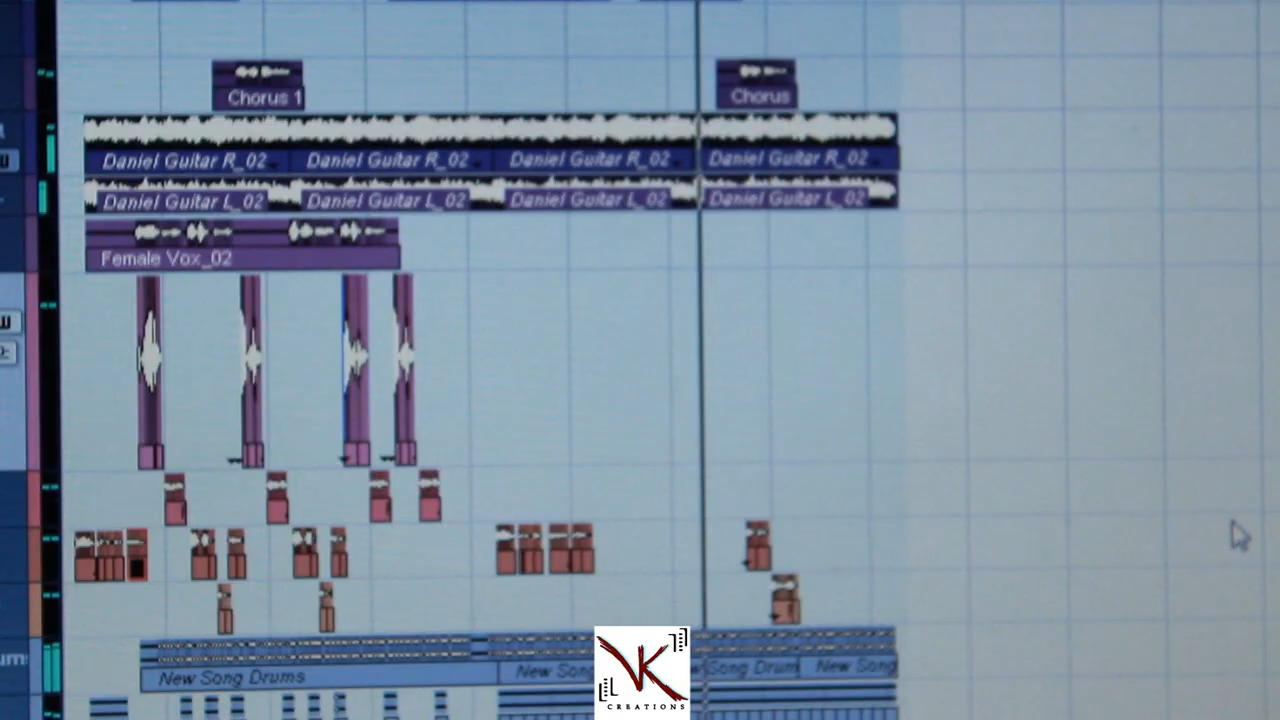 Chorus 1
Chorus
Daniel Guitar R_02
Daniel Guitar R_02
Daniel Guitar R_02
Daniel Guitar R_02
Daniel Guitar L_02
Daniel Guitar L_02
Daniel Guitar L_02
Daniel Guitar L_02
Female Vox_02
New Song Drums
New Song
Song Drum
New Song
VK
CREATIONS